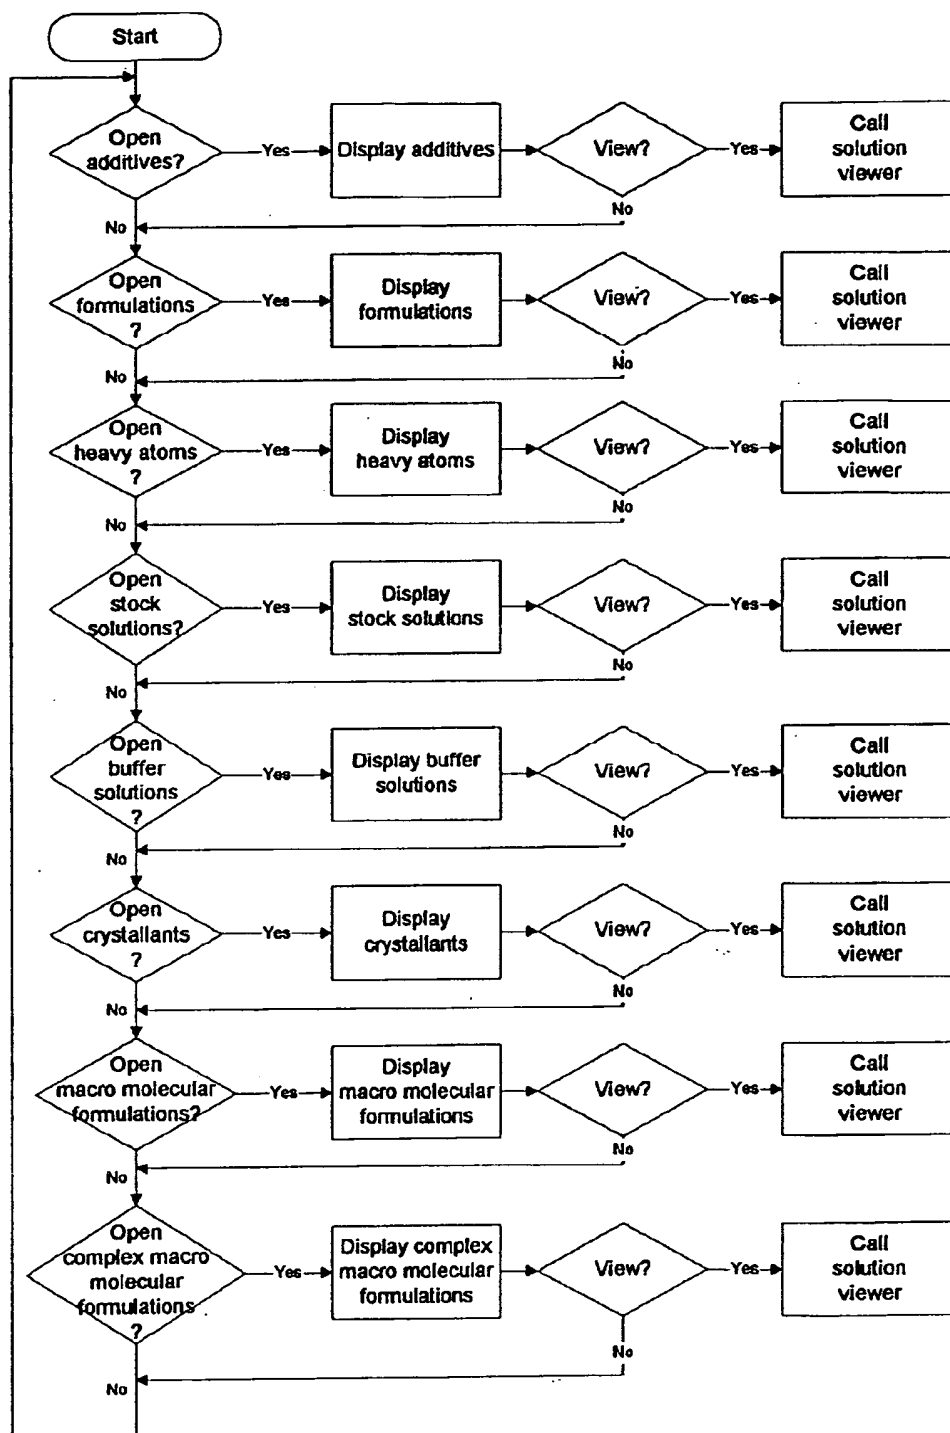 Start
Open
additives?
Yes
Display additives
View?
Yes
Call
solution
viewer
No
No
Open
formulations
?
Yes
Display
formulations
View?
Yes
Call
solution
viewer
No
No
Open
heavy atoms
?
Yes
Display
heavy atoms
View?
Yes
Call
solution
viewer
No
No
Open
stock
solutions?
Yes
Display
stock solutions
View?
Yes
Call
solution
viewer
No
No
Open
buffer
solutions
?
Yes
Display buffer
solutions
View?
Yes
Call
solution
viewer
No
No
Open
crystallants
?
Yes
Display
crystallants
View?
Yes
Call
solution
viewer
No
No
Open
macro molecular
formulations?
Yes
Display
macro molecular
formulations
View?
Yes
Call
solution
viewer
No
No
Open
complex macro
molecular
formulations
?
Yes
Display complex
macro molecular
formulations
View?
Yes
Call
solution
viewer
No
No